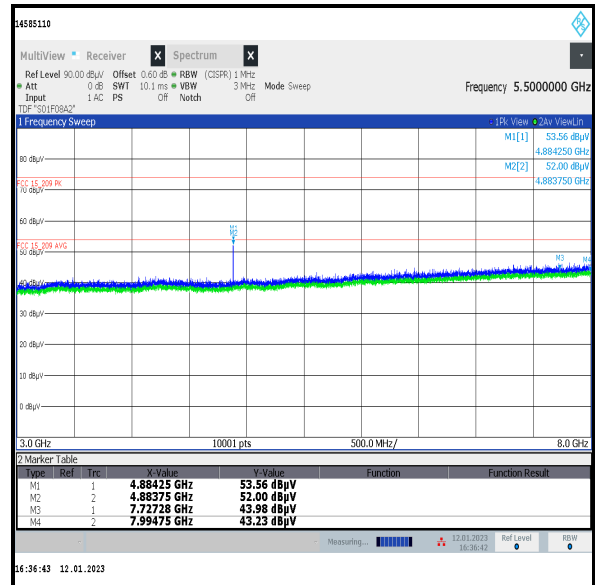 14585110
MultiView Receiver X Spectrum X
Ref Level 90.00 dBµV Offset 0.60 dB RBW (CISPR) 1 MHz
Att 0 dB SWT 10.1 ms VBW 3 MHz Mode Sweep Frequency 5.5000000 GHz
Input 1 AC PS Off Notch Off
TDF "S01F08A2"
1 Frequency Sweep 1Pk View 2Av ViewLin
M1[1] 53.56 dBµV
4.884250 GHz
M2[2] 52.00 dBµV
4.883750 GHz
80 dBµV
FCC 15_209 PK
70 dBµV
60 dBµV
FCC 15_209 AVG
50 dBµV
M3 M4
40 dBµV
30 dBµV
20 dBµV
10 dBµV
0 dBµV
3.0 GHz 10001 pts 500.0 MHz/ 8.0 GHz
2 Marker Table
Type Ref Trc X-Value Y-Value Function Function Result
M1 1 4.88425 GHz 53.56 dBµV
M2 2 4.88375 GHz 52.00 dBµV
M3 1 7.72728 GHz 43.98 dBµV
M4 2 7.99475 GHz 43.23 dBµV
Measuring... 12.01.2023 Ref Level RBW
16:36:42
16:36:43 12.01.2023